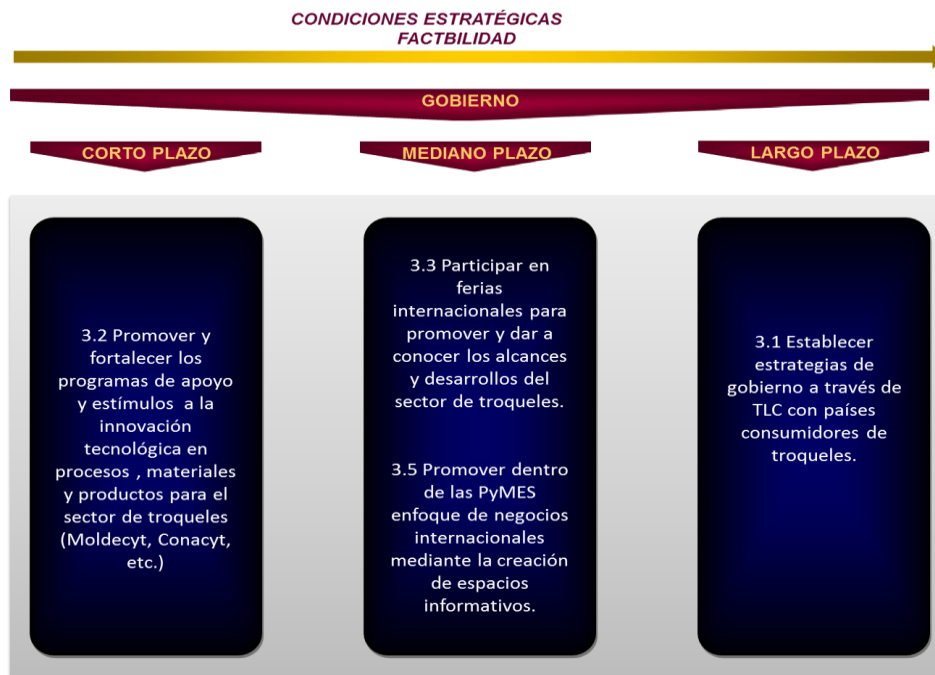 CONDICIONES ESTRATÉGICAS
FACTBILIDAD
GOBIERNO
CORTO PLAZO
MEDIANO PLAZO
LARGO PLAZO
3.2 Promover y
fortalecer los
programas de apoyo
y estímulos a la
innovación
tecnológica en
procesos , materiales
y productos para el
sector de troqueles
(Moldecyt, Conacyt,
etc.)
3.3 Participar en
ferias
internacionales para
promover y dar a
conocer los alcances
y desarrollos del
sector de troqueles.
3.5 Promover dentro
de las PyMES
enfoque de negocios
internacionales
mediante la creación
de espacios
informativos.
3.1 Establecer
estrategias de
gobierno a través de
TLC con países
consumidores de
troqueles.